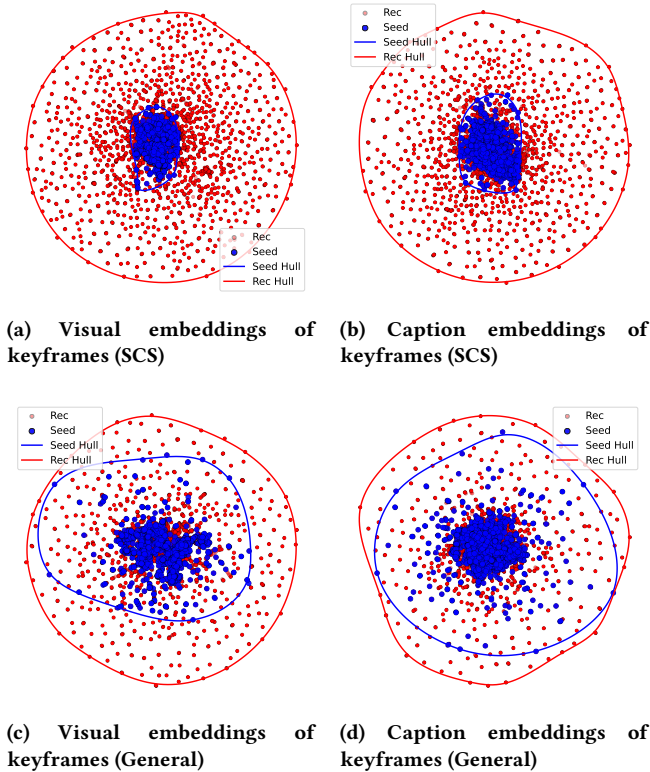 Rec
Seed
Seed Hull
Rec Hull
Rec
Seed
Seed Hull
Rec Hull
(a) Visual embeddings of
keyframes (SCS)
(b) Caption embeddings of
keyframes (SCS)
Rec
Seed
Seed Hull
Rec Hull
Rec
Seed
Seed Hull
Rec Hull
(c) Visual embeddings of
keyframes (General)
(d) Caption embeddings of
keyframes (General)